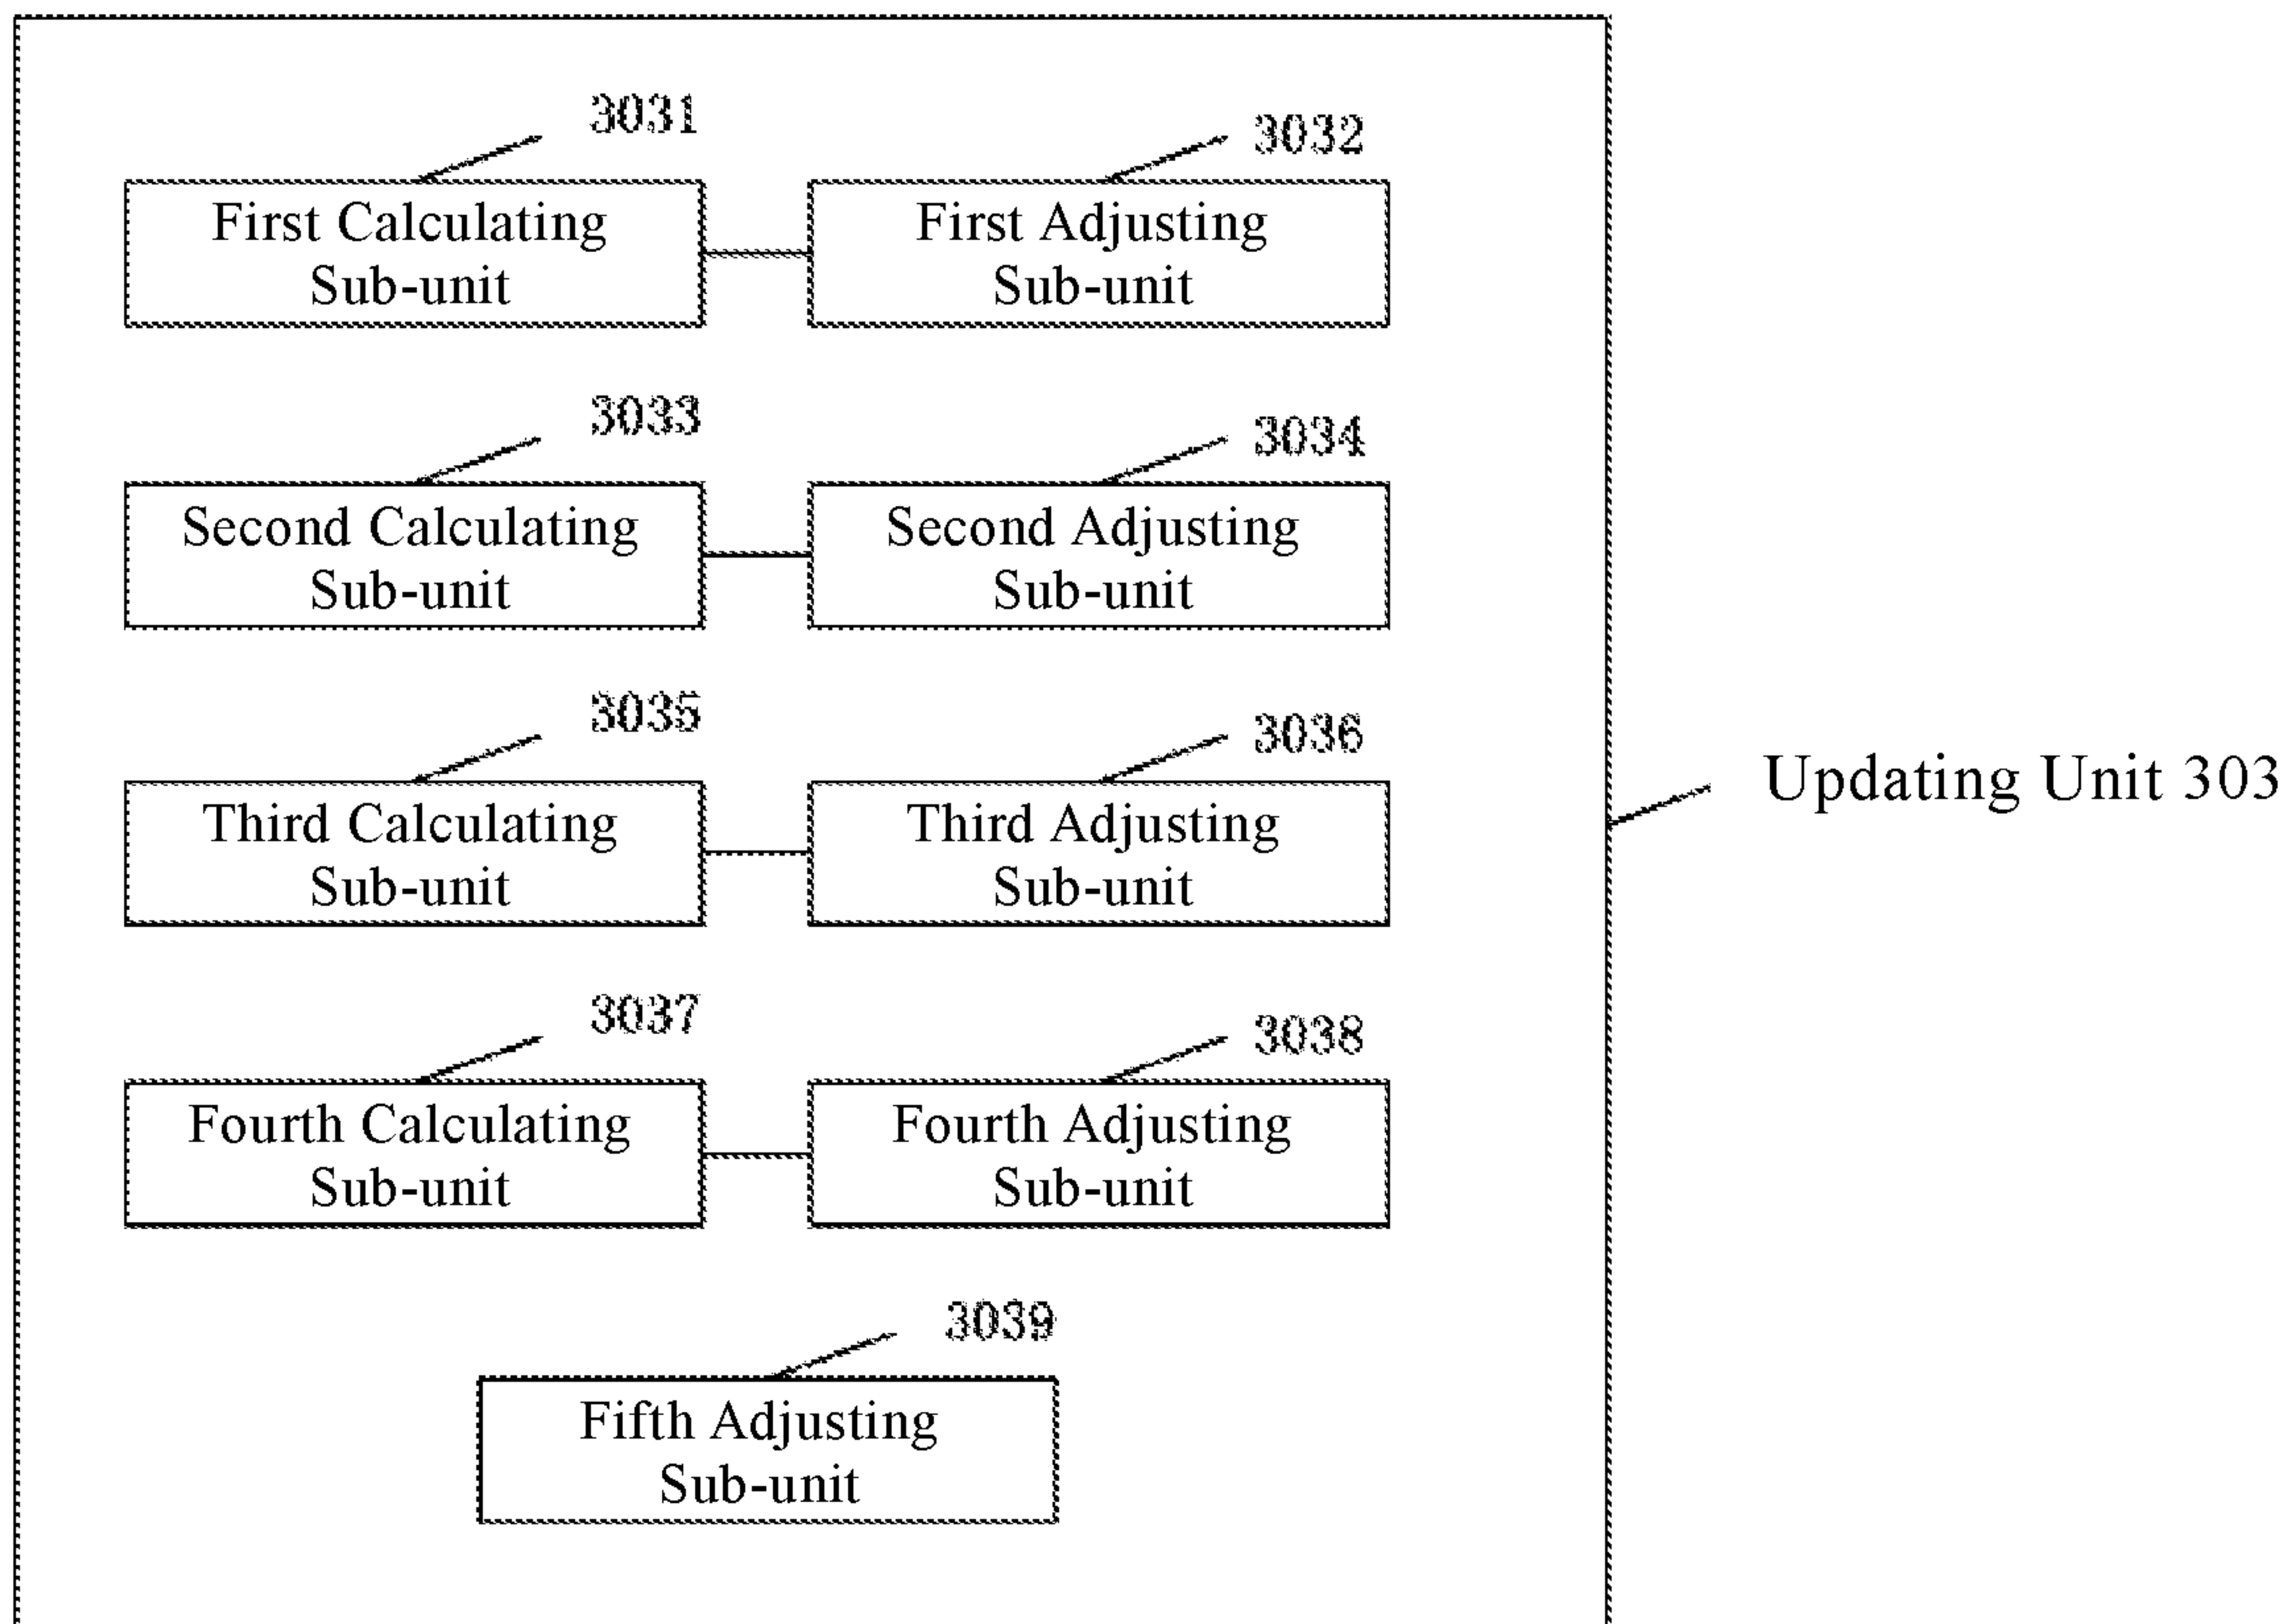 3031
3032
First Calculating
Sub-unit
First Adjusting
Sub-unit
3033
3034
Second Calculating
Sub-unit
Second Adjusting
Sub-unit
3035
3036
Third Calculating
Sub-unit
Third Adjusting
Sub-unit
Updating Unit 303
3037
3038
Fourth Calculating
Sub-unit
Fourth Adjusting
Sub-unit
3039
Fifth Adjusting
Sub-unit